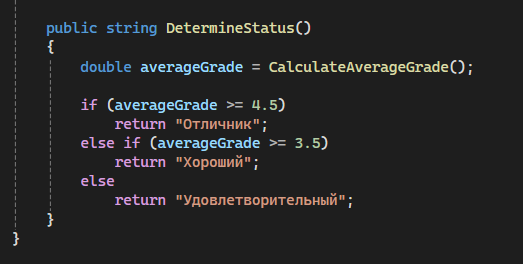 public string DetermineStatus()
{
double averageGrade = CalculateAverageGrade();
if (averageGrade >= 4.5)
return "Отличник";
else if (averageGrade >= 3.5)
return "Хороший";
else
return "Удовлетворительный";
}
}